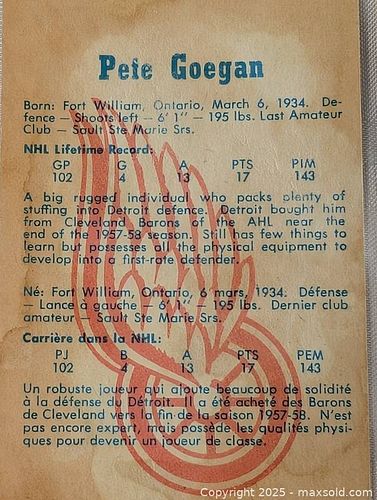 Pete Goegan
Born: Fort William, Ontario, March 6, 1934. De-
fence — Shoots left — 6' 1" — 195 lbs. Last Amateur
Club — Sault Ste Marie Srs.
NHL Lifetime Record:
GP G A PTS PIM
102 4 13 17 143
A big rugged individual who packs plenty of
stuffing into Detroit defence. Detroit bought him
from Cleveland Barons of the AHL near the
end of the 1957-58 season. Still has few things to
learn but possesses all the physical equipment to
develop into a first-rate defender.
Né: Fort William, Ontario, 6 mars, 1934. Défense
— Lance à gauche — 6' 1" — 195 lbs. Dernier club
amateur — Sault Ste Marie Srs.
Carrière dans la NHL:
PJ B A PTS PEM
102 4 13 17 143
Un robuste joueur qui ajoute beaucoup de solidité
à la défense du Détroit. Il a été acheté des Barons
de Cleveland vers la fin de la saison 1957-58. N'est
pas encore expert, mais possède les qualités physi-
ques pour devenir un joueur de classe.
Copyright © 2025 - maxsold.com